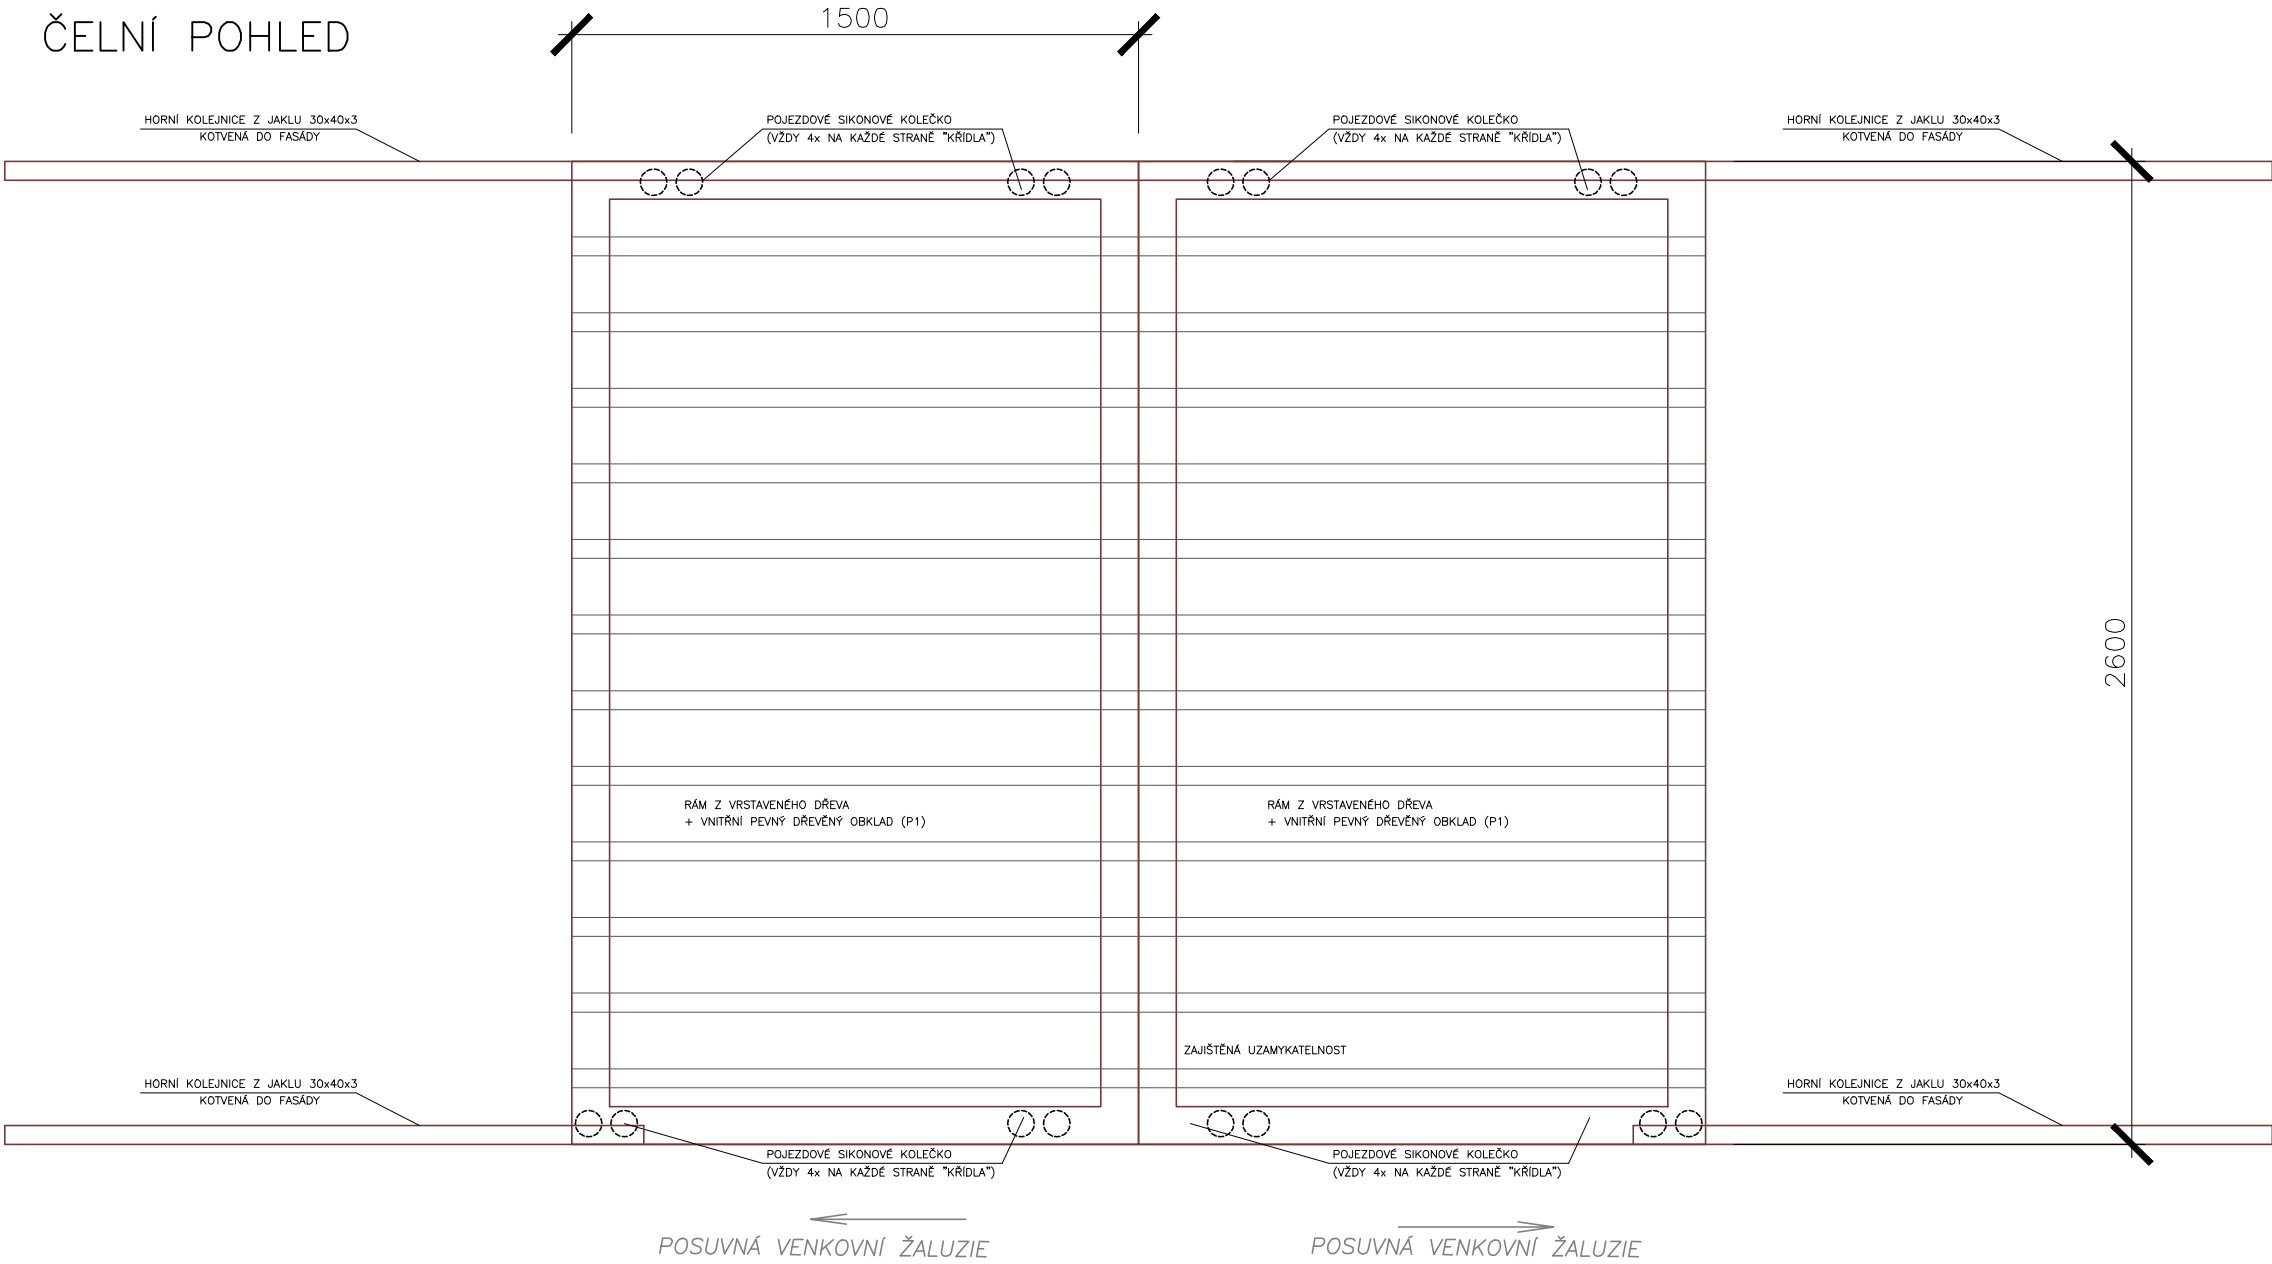 ČELNÍ POHLED
1500
HORNÍ KOLEJNICE Z JAKLU 30x40x3
KOTVENÁ DO FASÁDY
POJEZDOVÉ SIKONOVÉ KOLEČKO
(VŽDY 4x NA KAŽDÉ STRANĚ "KŘÍDLA")
POJEZDOVÉ SIKONOVÉ KOLEČKO
(VŽDY 4x NA KAŽDÉ STRANĚ "KŘÍDLA")
HORNÍ KOLEJNICE Z JAKLU 30x40x3
KOTVENÁ DO FASÁDY
2600
RÁM Z VRSTAVENÉHO DŘEVA
+ VNITŘNÍ PEVNÝ DŘEVĚNÝ OBKLAD (P1)
RÁM Z VRSTAVENÉHO DŘEVA
+ VNITŘNÍ PEVNÝ DŘEVĚNÝ OBKLAD (P1)
ZAJIŠTĚNÁ UZAMYKATELNOST
HORNÍ KOLEJNICE Z JAKLU 30x40x3
KOTVENÁ DO FASÁDY
HORNÍ KOLEJNICE Z JAKLU 30x40x3
KOTVENÁ DO FASÁDY
POJEZDOVÉ SIKONOVÉ KOLEČKO
(VŽDY 4x NA KAŽDÉ STRANĚ "KŘÍDLA")
POJEZDOVÉ SIKONOVÉ KOLEČKO
(VŽDY 4x NA KAŽDÉ STRANĚ "KŘÍDLA")
POSUVNÁ VENKOVNÍ ŽALUZIE
POSUVNÁ VENKOVNÍ ŽALUZIE